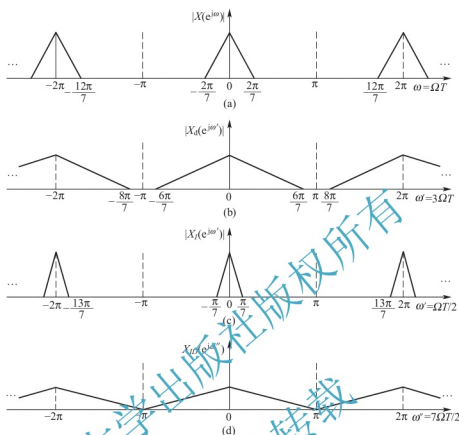 |X(e^{jω})|
… …
−2π −12π/7 −π −2π/7 0 2π/7 π 12π/7 2π ω=ΩT
(a)
|X_d(e^{jω′})|
… …
−2π −8π/7 −π −6π/7 0 6π/7 π 8π/7 2π ω′=3ΩT
(b)
|X_I(e^{jω′})|
… …
−2π −13π/7 −π −π/7 0 π/7 π 13π/7 2π ω′=ΩT/2
(c)
… …
−2π −π 0 2π ω″=7ΩT/2
(d)
学出版社版权所有
转载